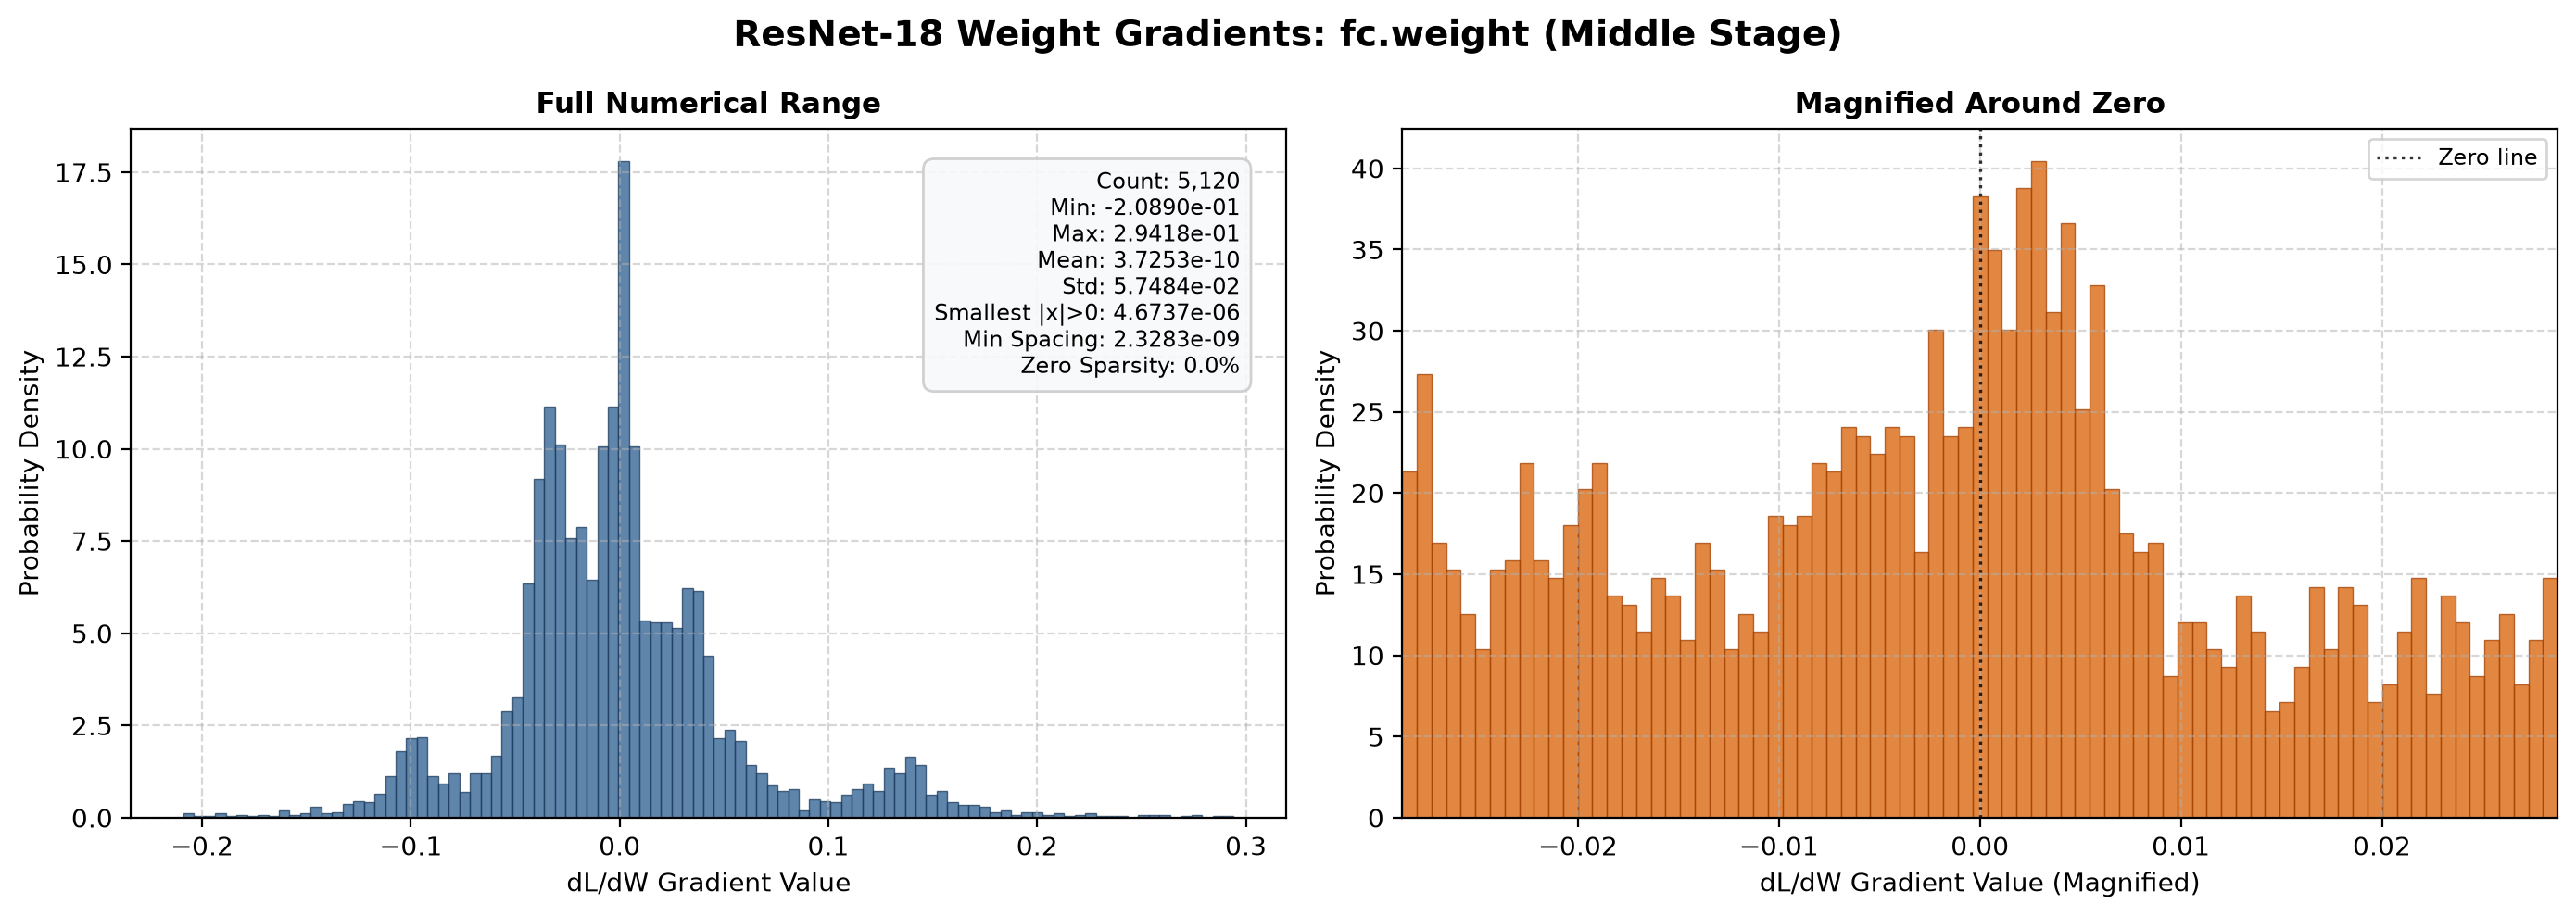 ResNet-18 Weight Gradients: fc.weight (Middle Stage)
Full Numerical Range
Probability Density
17.5
15.0
12.5
10.0
7.5
5.0
2.5
0.0
Count: 5,120
Min: -2.0890e-01
Max: 2.9418e-01
Mean: 3.7253e-10
Std: 5.7484e-02
Smallest |x|>0: 4.6737e-06
Min Spacing: 2.3283e-09
Zero Sparsity: 0.0%
−0.2
−0.1
0.0
0.1
0.2
0.3
dL/dW Gradient Value
Magnified Around Zero
Probability Density
40
35
30
25
20
15
10
5
0
Zero line
−0.02
−0.01
0.00
0.01
0.02
dL/dW Gradient Value (Magnified)